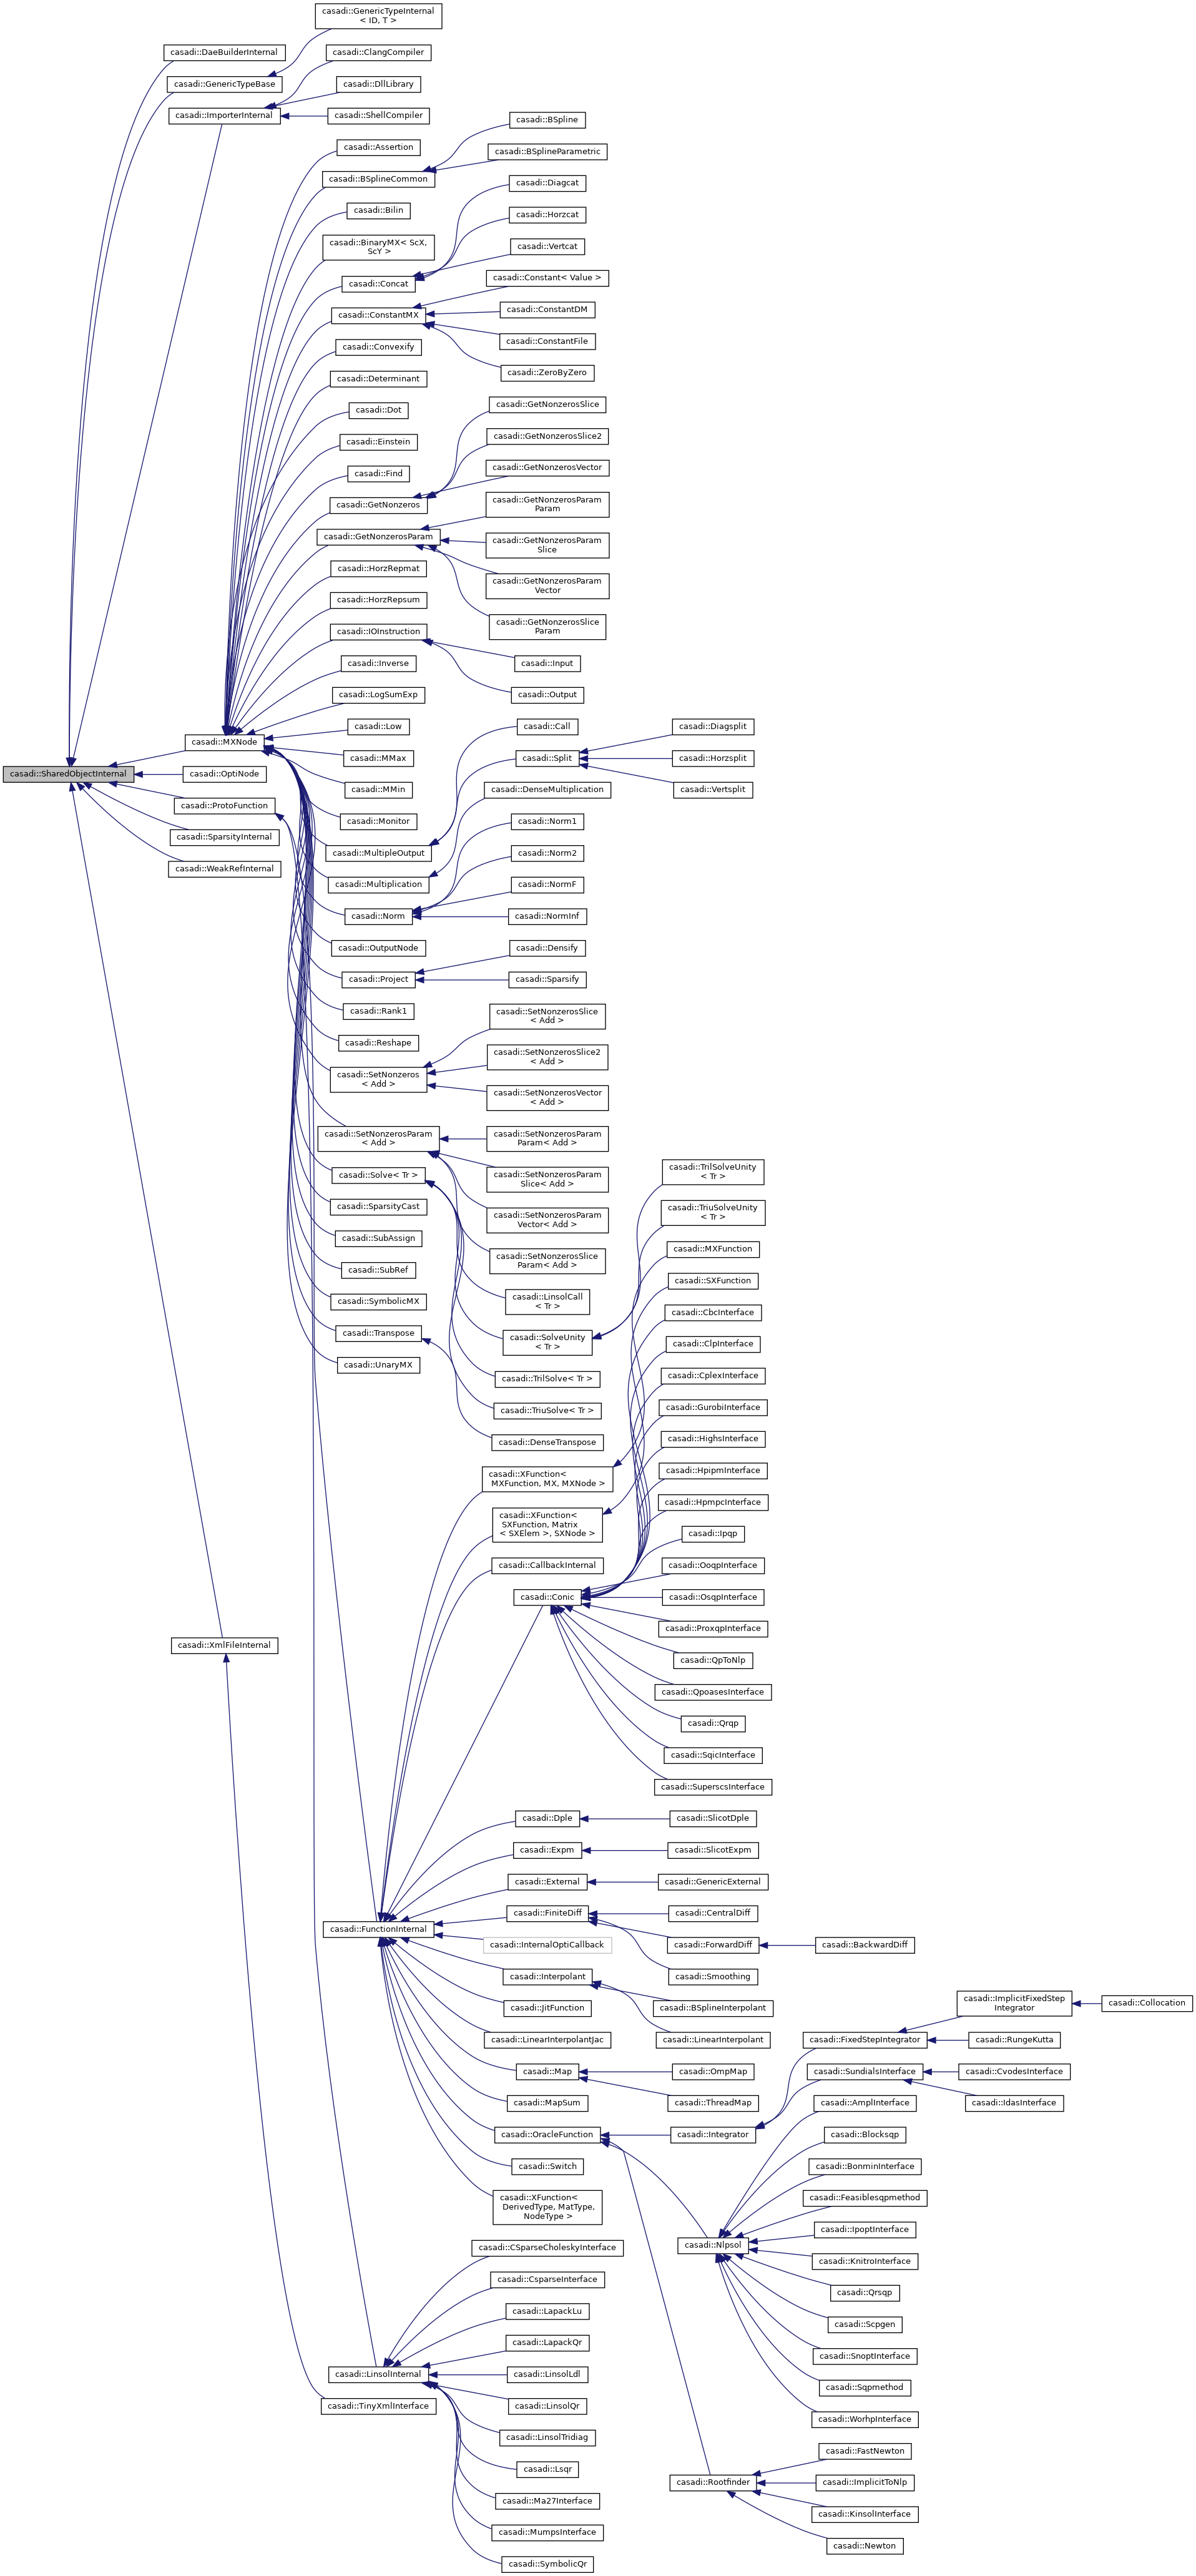 casadi::GenericTypeInternal
< ID, T >
casadi::DaeBuilderInternal
casadi::ClangCompiler
casadi::GenericTypeBase
casadi::DllLibrary
casadi::ImporterInternal
casadi::ShellCompiler
casadi::BSpline
casadi::Assertion
casadi::BSplineParametric
casadi::BSplineCommon
casadi::Diagcat
casadi::Bilin
casadi::Horzcat
casadi::BinaryMX< ScX,
ScY >
casadi::Vertcat
casadi::Concat
casadi::Constant< Value >
casadi::ConstantMX
casadi::ConstantDM
casadi::ConstantFile
casadi::Convexify
casadi::ZeroByZero
casadi::Determinant
casadi::GetNonzerosSlice
casadi::Dot
casadi::GetNonzerosSlice2
casadi::Einstein
casadi::GetNonzerosVector
casadi::Find
casadi::GetNonzeros
casadi::GetNonzerosParam
Param
casadi::GetNonzerosParam
casadi::GetNonzerosParam
Slice
casadi::HorzRepmat
casadi::GetNonzerosParam
Vector
casadi::HorzRepsum
casadi::GetNonzerosSlice
Param
casadi::IOInstruction
casadi::Inverse
casadi::Input
casadi::LogSumExp
casadi::Output
casadi::Low
casadi::Call
casadi::Diagsplit
casadi::MXNode
casadi::MMax
casadi::Split
casadi::Horzsplit
casadi::SharedObjectInternal
casadi::OptiNode
casadi::MMin
casadi::DenseMultiplication
casadi::Vertsplit
casadi::ProtoFunction
casadi::Monitor
casadi::Norm1
casadi::SparsityInternal
casadi::MultipleOutput
casadi::Norm2
casadi::WeakRefInternal
casadi::Multiplication
casadi::NormF
casadi::Norm
casadi::NormInf
casadi::OutputNode
casadi::Densify
casadi::Project
casadi::Sparsify
casadi::Rank1
casadi::SetNonzerosSlice
< Add >
casadi::Reshape
casadi::SetNonzerosSlice2
< Add >
casadi::SetNonzeros
< Add >
casadi::SetNonzerosVector
< Add >
casadi::SetNonzerosParam
< Add >
casadi::SetNonzerosParam
Param< Add >
casadi::Solve< Tr >
casadi::SetNonzerosParam
Slice< Add >
casadi::TrilSolveUnity
< Tr >
casadi::SparsityCast
casadi::SetNonzerosParam
Vector< Add >
casadi::TriuSolveUnity
< Tr >
casadi::SubAssign
casadi::SetNonzerosSlice
Param< Add >
casadi::MXFunction
casadi::SubRef
casadi::SXFunction
casadi::SymbolicMX
casadi::LinsolCall
< Tr >
casadi::CbcInterface
casadi::Transpose
casadi::SolveUnity
< Tr >
casadi::ClpInterface
casadi::UnaryMX
casadi::TrilSolve< Tr >
casadi::CplexInterface
casadi::TriuSolve< Tr >
casadi::GurobiInterface
casadi::DenseTranspose
casadi::HighsInterface
casadi::XFunction<
MXFunction, MX, MXNode >
casadi::HpipmInterface
casadi::XFunction<
SXFunction, Matrix
< SXElem >, SXNode >
casadi::HpmpcInterface
casadi::Ipqp
casadi::CallbackInternal
casadi::OoqpInterface
casadi::Conic
casadi::OsqpInterface
casadi::ProxqpInterface
casadi::XmlFileInternal
casadi::QpToNlp
casadi::QpoasesInterface
casadi::Qrqp
casadi::SqicInterface
casadi::SuperscsInterface
casadi::Dple
casadi::SlicotDple
casadi::Expm
casadi::SlicotExpm
casadi::External
casadi::GenericExternal
casadi::FunctionInternal
casadi::FiniteDiff
casadi::CentralDiff
casadi::InternalOptiCallback
casadi::ForwardDiff
casadi::BackwardDiff
casadi::Interpolant
casadi::Smoothing
casadi::JitFunction
casadi::BSplineInterpolant
casadi::ImplicitFixedStep
Integrator
casadi::Collocation
casadi::LinearInterpolantJac
casadi::LinearInterpolant
casadi::FixedStepIntegrator
casadi::RungeKutta
casadi::Map
casadi::OmpMap
casadi::SundialsInterface
casadi::CvodesInterface
casadi::MapSum
casadi::ThreadMap
casadi::AmplInterface
casadi::IdasInterface
casadi::OracleFunction
casadi::Integrator
casadi::Blocksqp
casadi::Switch
casadi::BonminInterface
casadi::XFunction<
DerivedType, MatType,
NodeType >
casadi::Feasiblesqpmethod
casadi::IpoptInterface
casadi::CSparseCholeskyInterface
casadi::Nlpsol
casadi::KnitroInterface
casadi::CsparseInterface
casadi::Qrsqp
casadi::LapackLu
casadi::Scpgen
casadi::LapackQr
casadi::SnoptInterface
casadi::LinsolInternal
casadi::LinsolLdl
casadi::Sqpmethod
casadi::TinyXmlInterface
casadi::LinsolQr
casadi::WorhpInterface
casadi::LinsolTridiag
casadi::FastNewton
casadi::Lsqr
casadi::Rootfinder
casadi::ImplicitToNlp
casadi::Ma27Interface
casadi::KinsolInterface
casadi::MumpsInterface
casadi::Newton
casadi::SymbolicQr